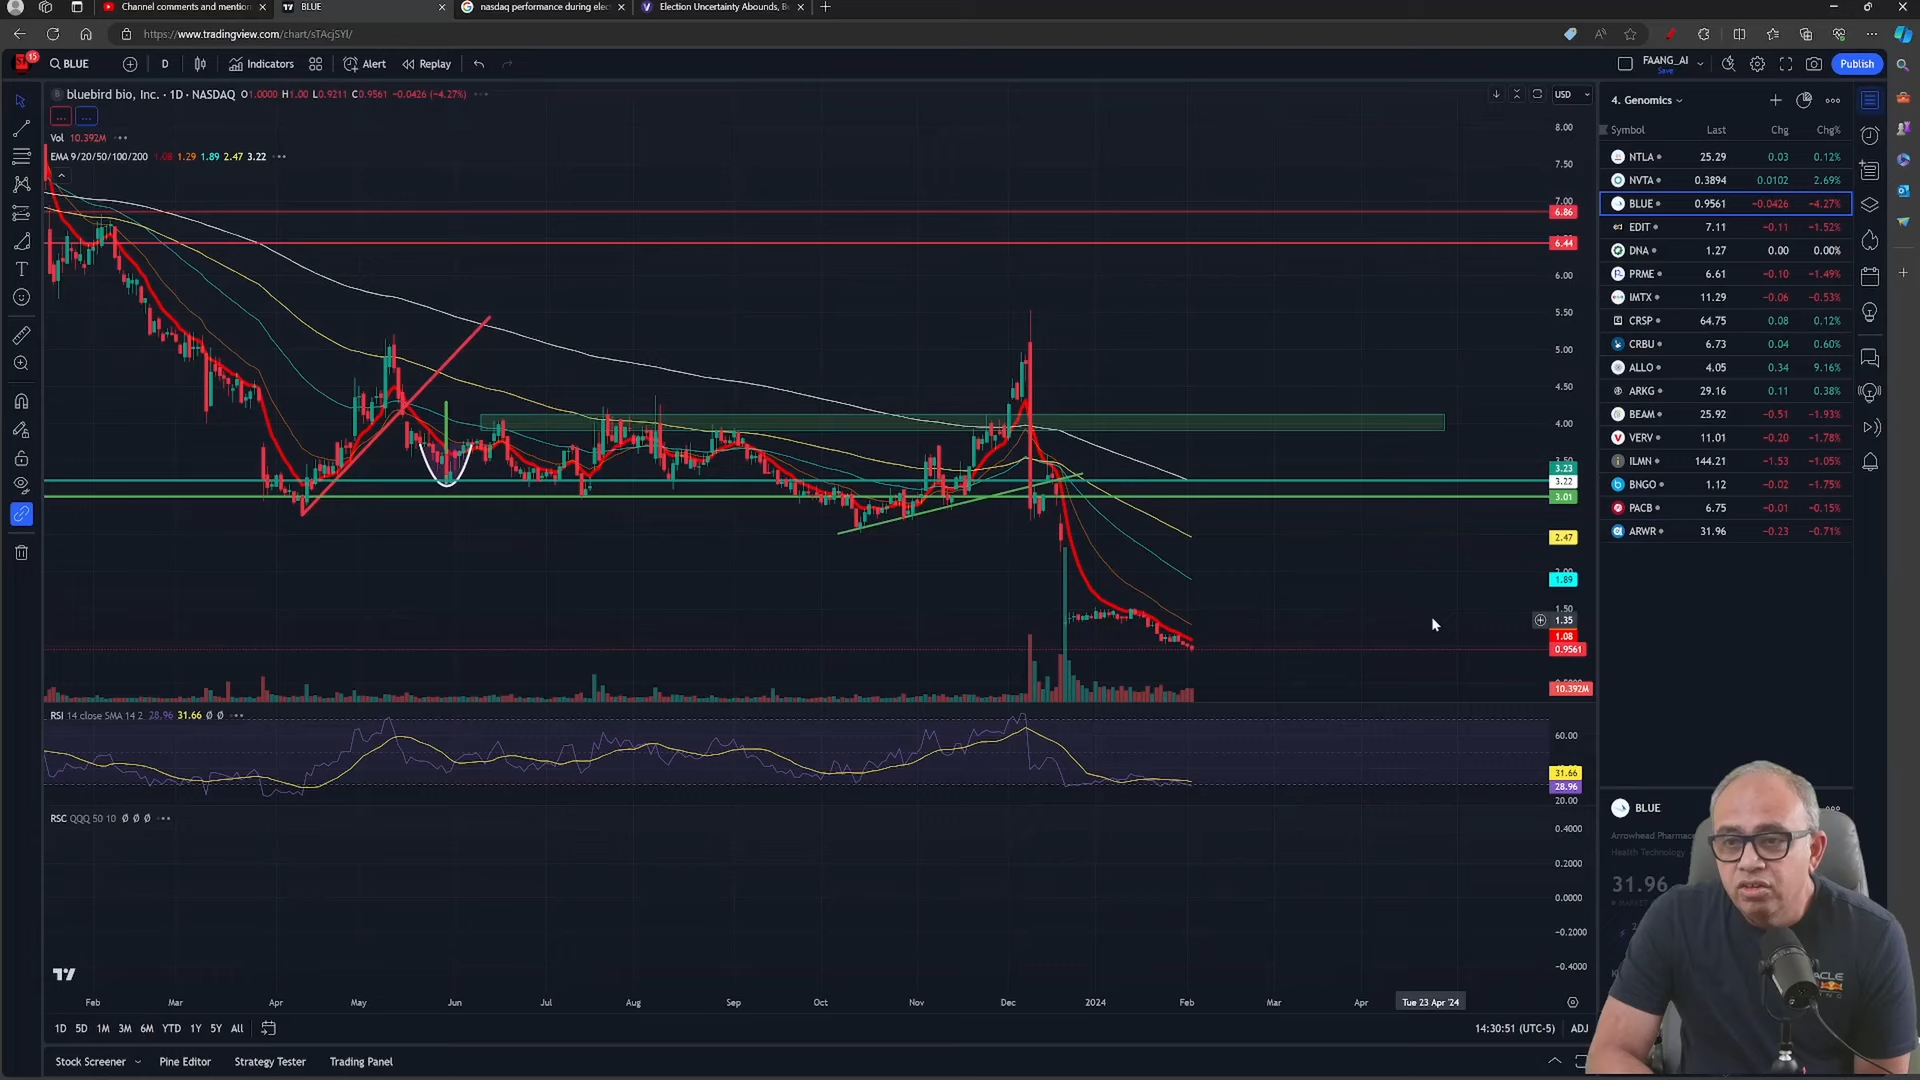 Channel comments and mention
BLUE
nasdaq performance during elec
Election Uncertainty Abounds, Bu
https://www.tradingview.com/chart/sTAcjSYl/
15
BLUE
D
Indicators
Alert
Replay
FAANG_AI
Save
Publish
bluebird bio, Inc. · 1D · NASDAQ O1.0000 H1.00 L0.9211 C0.9561 −0.0426 (−4.27%)
USD
Vol 10.392M
EMA 9/20/50/100/200 1.08 1.29 1.89 2.47 3.22
8.00
7.50
7.00
6.86
6.44
6.00
5.50
5.00
4.50
4.00
3.50
3.23
3.22
3.01
2.47
2.00
1.89
1.50
1.35
1.08
0.9561
10.392M
RSI 14 close SMA 14 2 28.96 31.66 Ø Ø
60.00
31.66
28.96
20.00
RSC QQQ 50 10 Ø Ø Ø
0.4000
0.2000
0.0000
−0.2000
−0.4000
Feb Mar Apr May Jun Jul Aug Sep Oct Nov Dec 2024 Feb Mar Apr Tue 23 Apr '24
1D 5D 1M 3M 6M YTD 1Y 5Y All
14:30:51 (UTC-5) ADJ
Stock Screener Pine Editor Strategy Tester Trading Panel
4. Genomics
Symbol Last Chg Chg%
NTLA 25.29 0.03 0.12%
NVTA 0.3894 0.0102 2.69%
BLUE 0.9561 −0.0426 −4.27%
EDIT 7.11 −0.11 −1.52%
DNA 1.27 0.00 0.00%
PRME 6.61 −0.10 −1.49%
IMTX 11.29 −0.06 −0.53%
CRSP 64.75 0.08 0.12%
CRBU 6.73 0.04 0.60%
ALLO 4.05 0.34 9.16%
ARKG 29.16 0.11 0.38%
BEAM 25.92 −0.51 −1.93%
VERV 11.01 −0.20 −1.78%
ILMN 144.21 −1.53 −1.05%
BNGO 1.12 −0.02 −1.75%
PACB 6.75 −0.01 −0.15%
ARWR 31.96 −0.23 −0.71%
BLUE
Arrowhead Pharmace
Health Technology
31.96